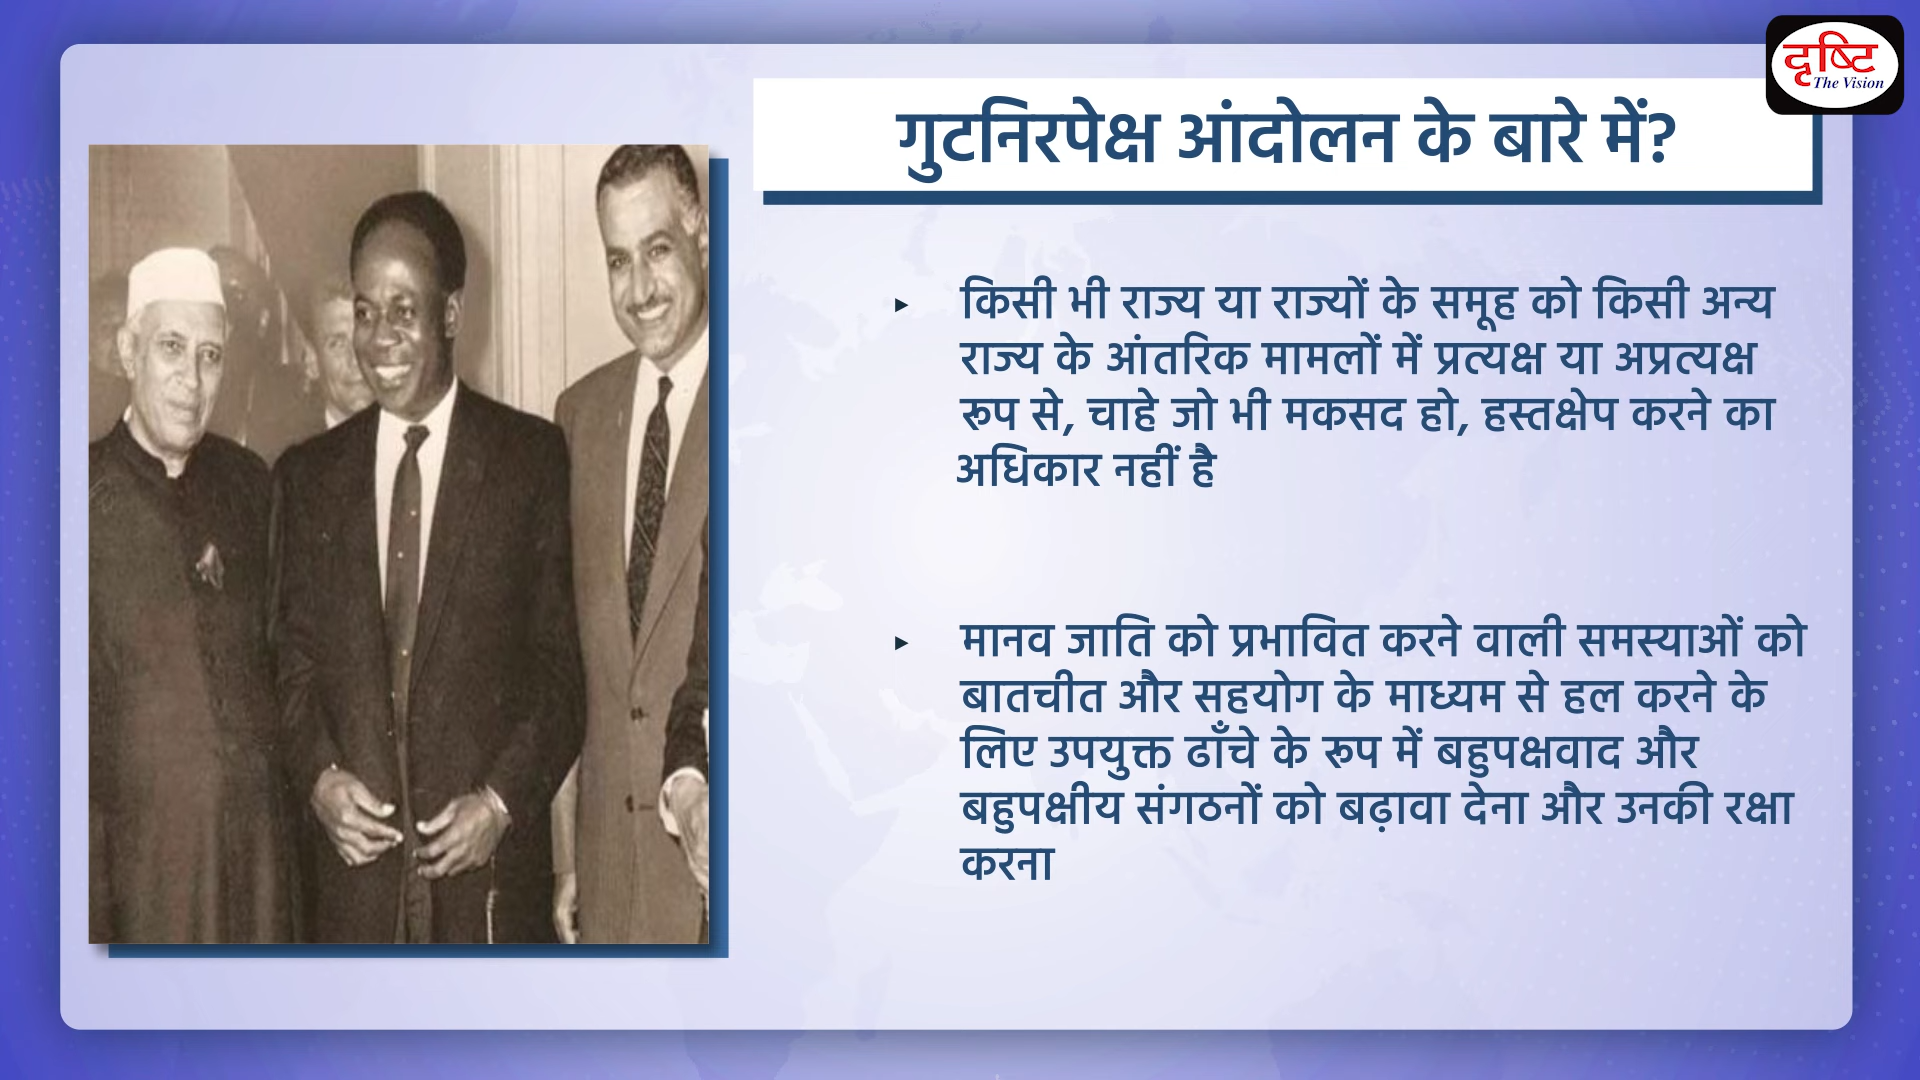 दृष्टि
The Vision
गुटनिरपेक्ष आंदोलन के बारे में?
▸ किसी भी राज्य या राज्यों के समूह को किसी अन्य
राज्य के आंतरिक मामलों में प्रत्यक्ष या अप्रत्यक्ष
रूप से, चाहे जो भी मकसद हो, हस्तक्षेप करने का
अधिकार नहीं है
▸ मानव जाति को प्रभावित करने वाली समस्याओं को
बातचीत और सहयोग के माध्यम से हल करने के
लिए उपयुक्त ढाँचे के रूप में बहुपक्षवाद और
बहुपक्षीय संगठनों को बढ़ावा देना और उनकी रक्षा
करना